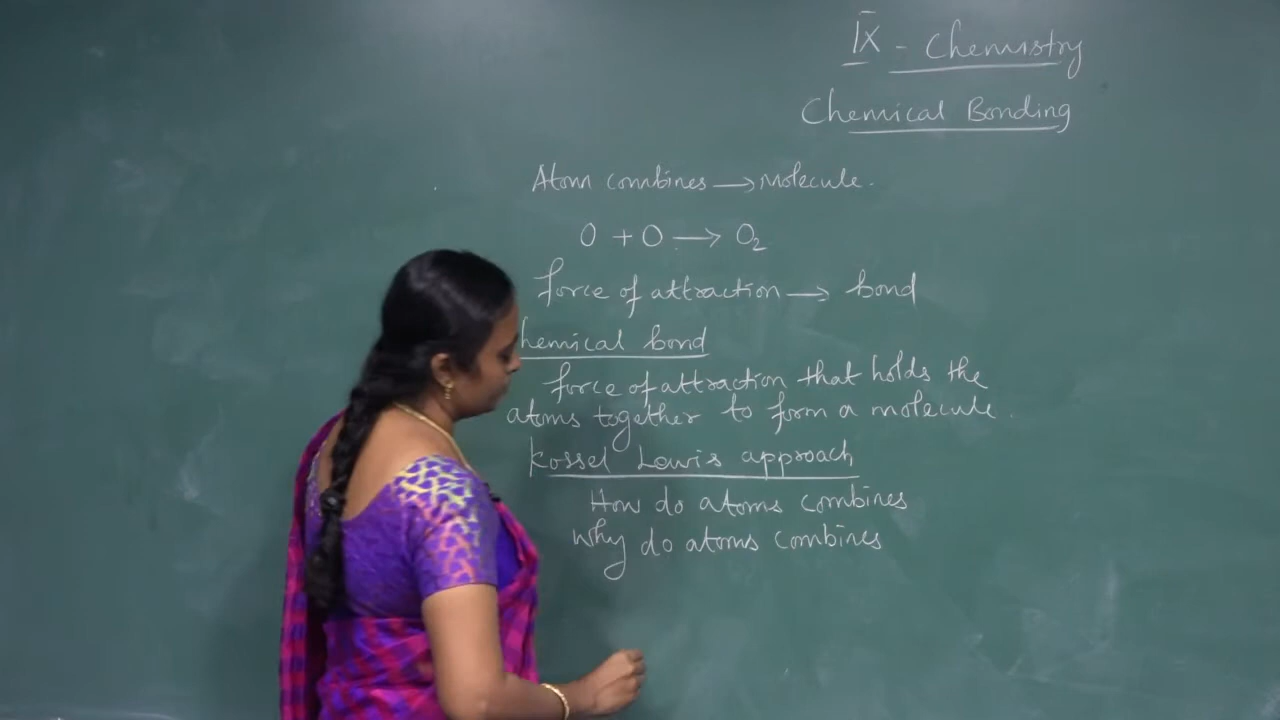 IX - Chemistry
Chemical Bonding
Atom combines → Molecule.
O + O → O₂
force of attraction → bond
hemical bond
force of attraction that holds the
atoms together to form a molecule.
Kossel Lewis approach
How do atoms combines
Why do atoms combines